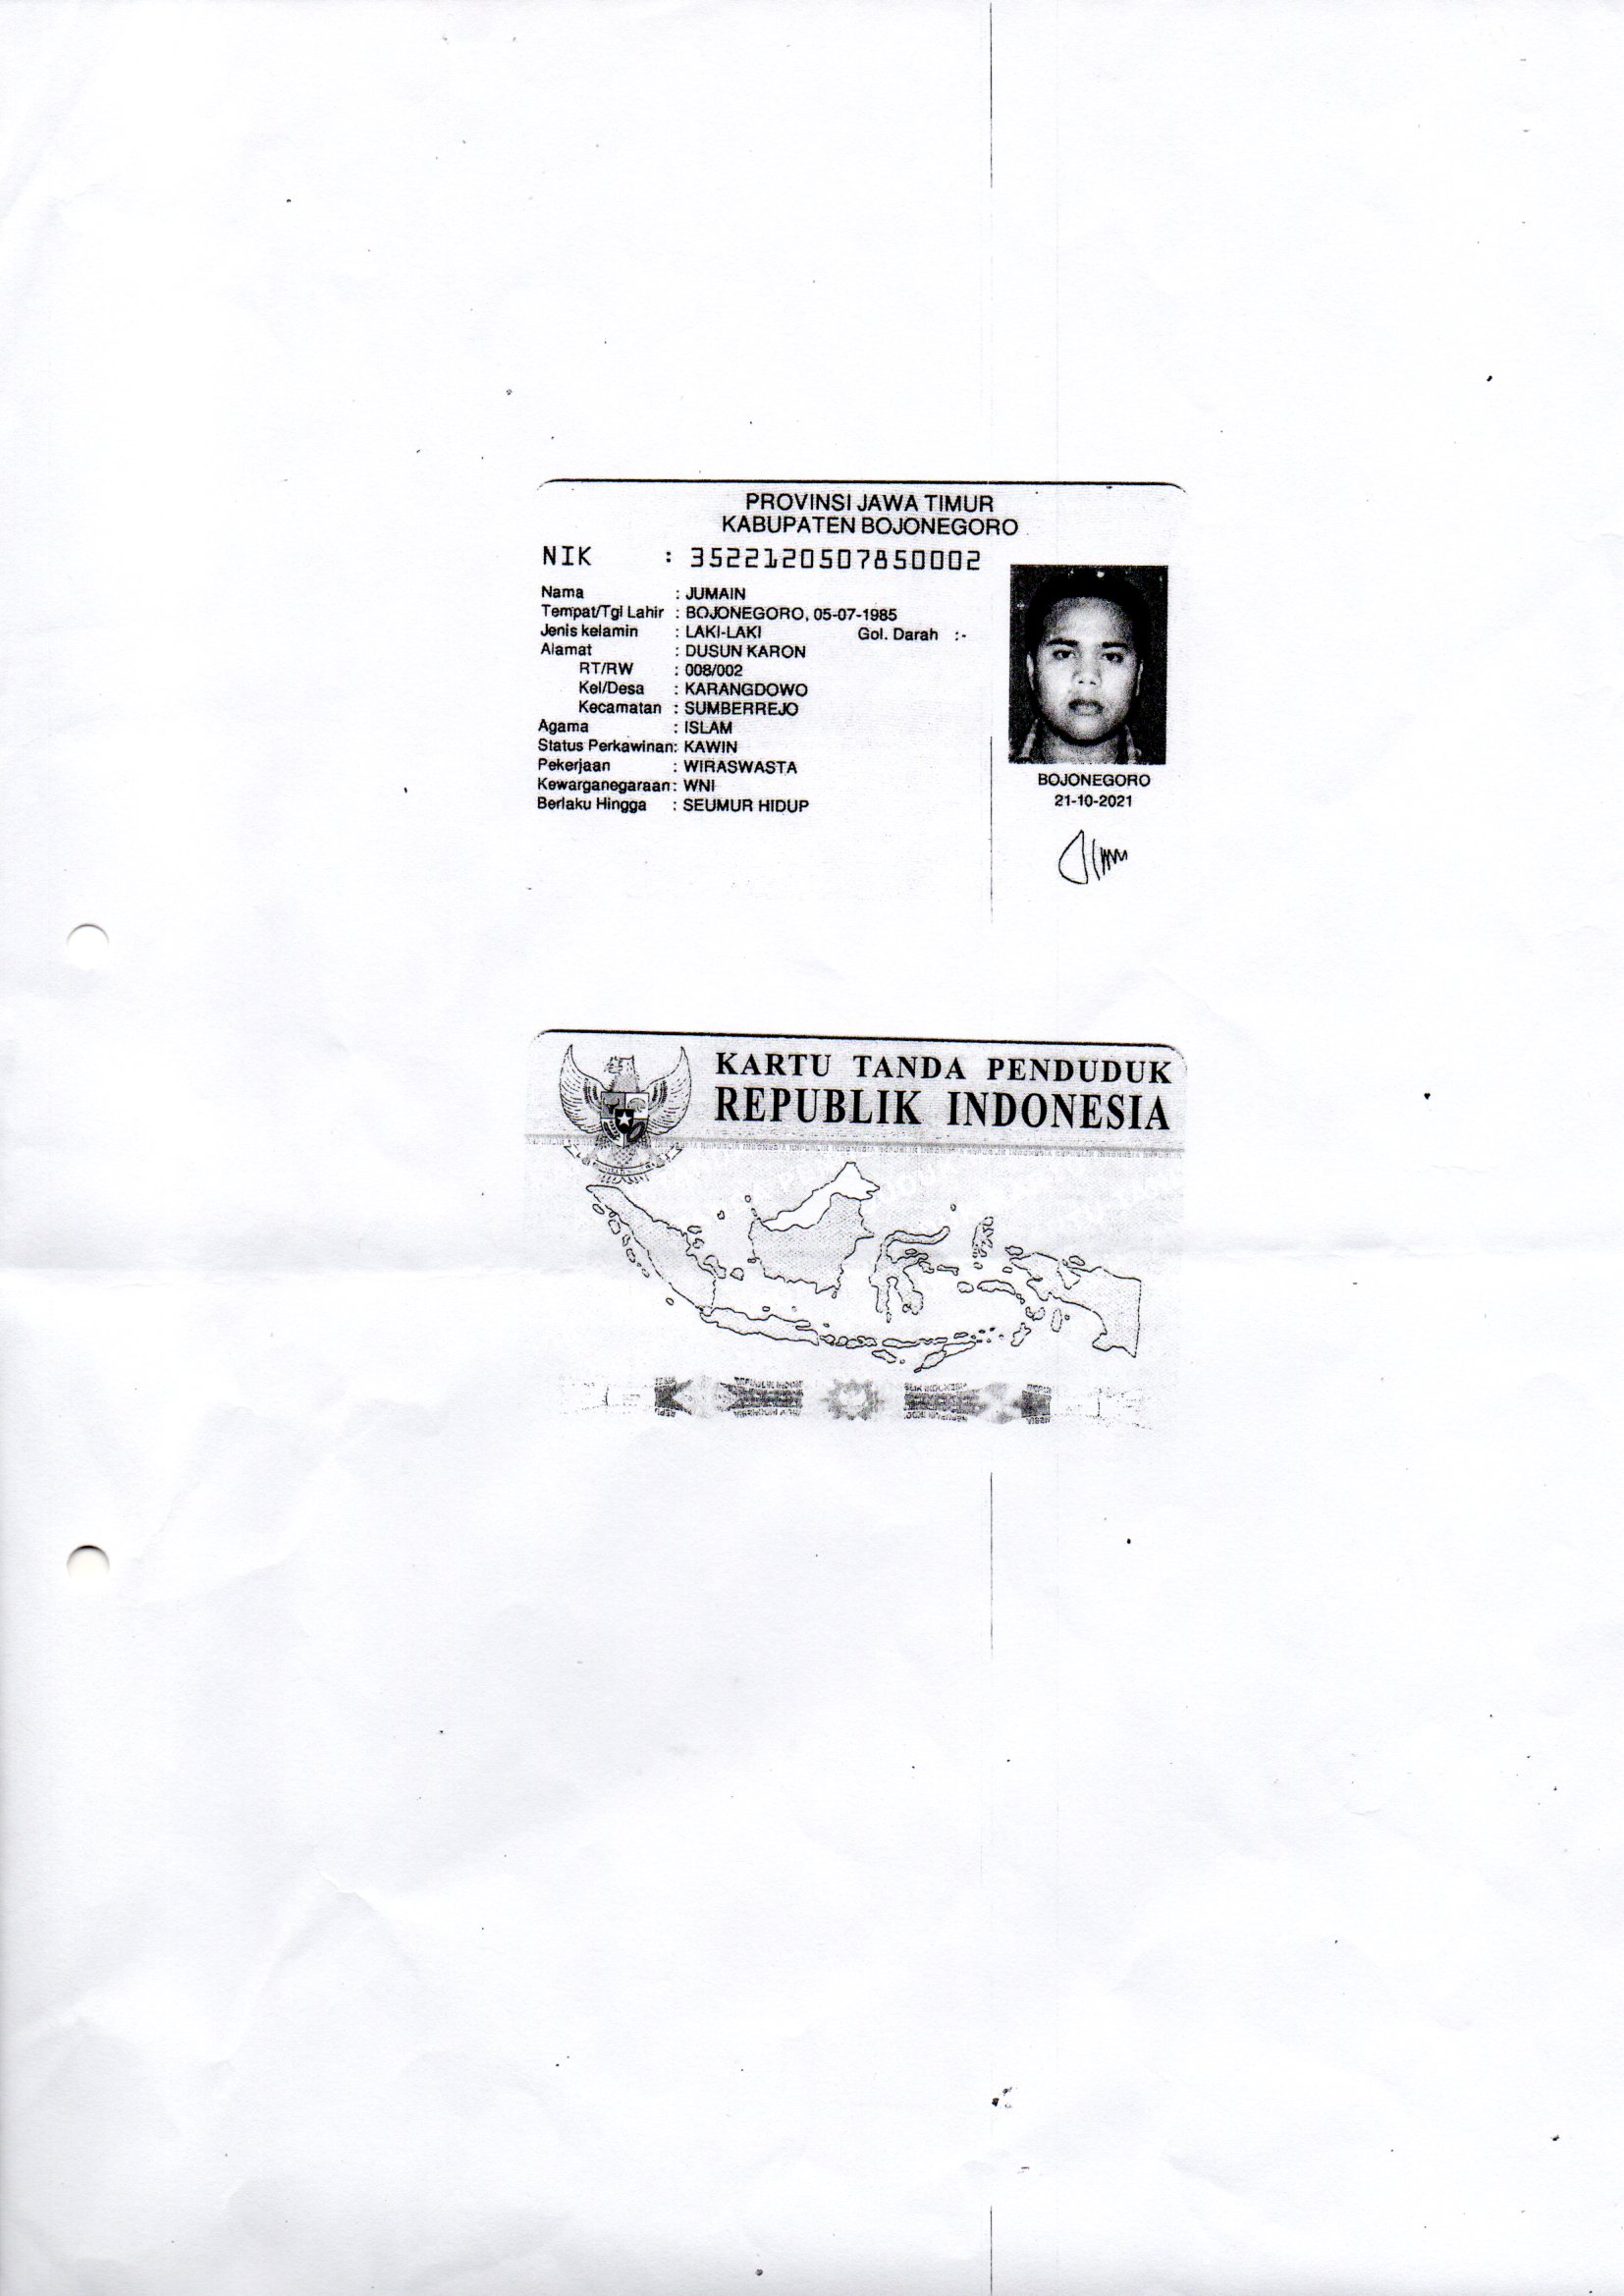 PROVINSI JAWA TIMUR
KABUPATEN BOJONEGORO
NIK : 3522120507850002
Nama : JUMAIN
Tempat/Tgl Lahir : BOJONEGORO, 05-07-1985
Jenis kelamin : LAKI-LAKI Gol. Darah :-
Alamat : DUSUN KARON
RT/RW : 008/002
Kel/Desa : KARANGDOWO
Kecamatan : SUMBERREJO
Agama : ISLAM
Status Perkawinan: KAWIN
Pekerjaan : WIRASWASTA
Kewarganegaraan: WNI
Berlaku Hingga : SEUMUR HIDUP
BOJONEGORO
21-10-2021
KARTU TANDA PENDUDUK
REPUBLIK INDONESIA